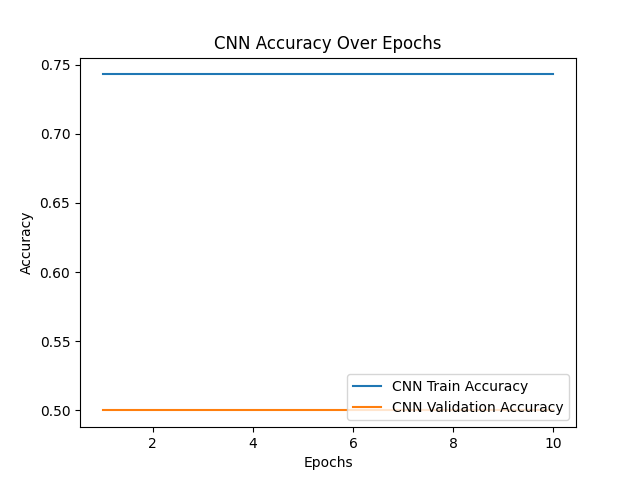 CNN Accuracy Over Epochs
0.75
0.70
0.65
0.60
0.55
0.50
Accuracy
CNN Train Accuracy
CNN Validation Accuracy
2 4 6 8 10
Epochs